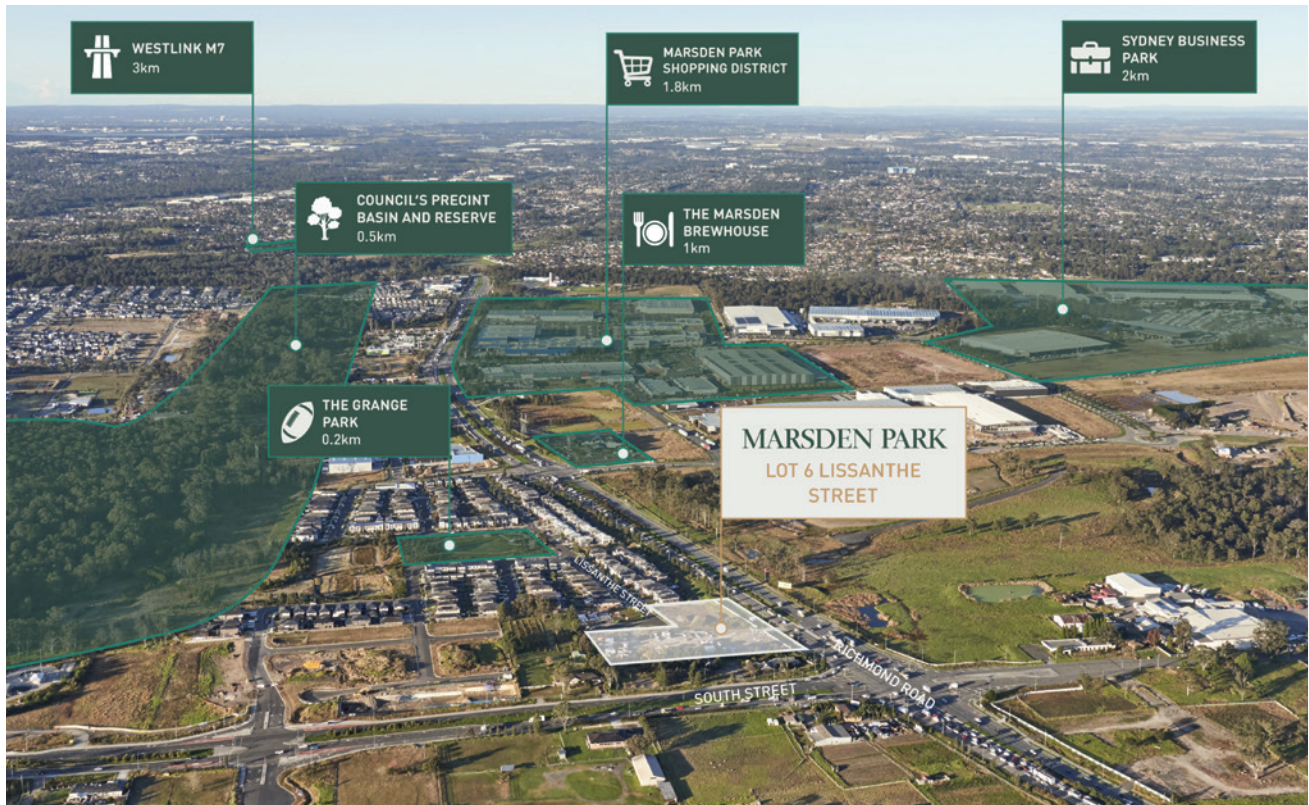 WESTLINK M7
3km
MARSDEN PARK
SHOPPING DISTRICT
1.8km
SYDNEY BUSINESS
PARK
2km
COUNCIL'S PRECINT
BASIN AND RESERVE
0.5km
THE MARSDEN
BREWHOUSE
1km
THE GRANGE
PARK
0.2km
MARSDEN PARK
LOT 6 LISSANTHE
STREET
LISSANTHE STREET
RICHMOND ROAD
SOUTH STREET